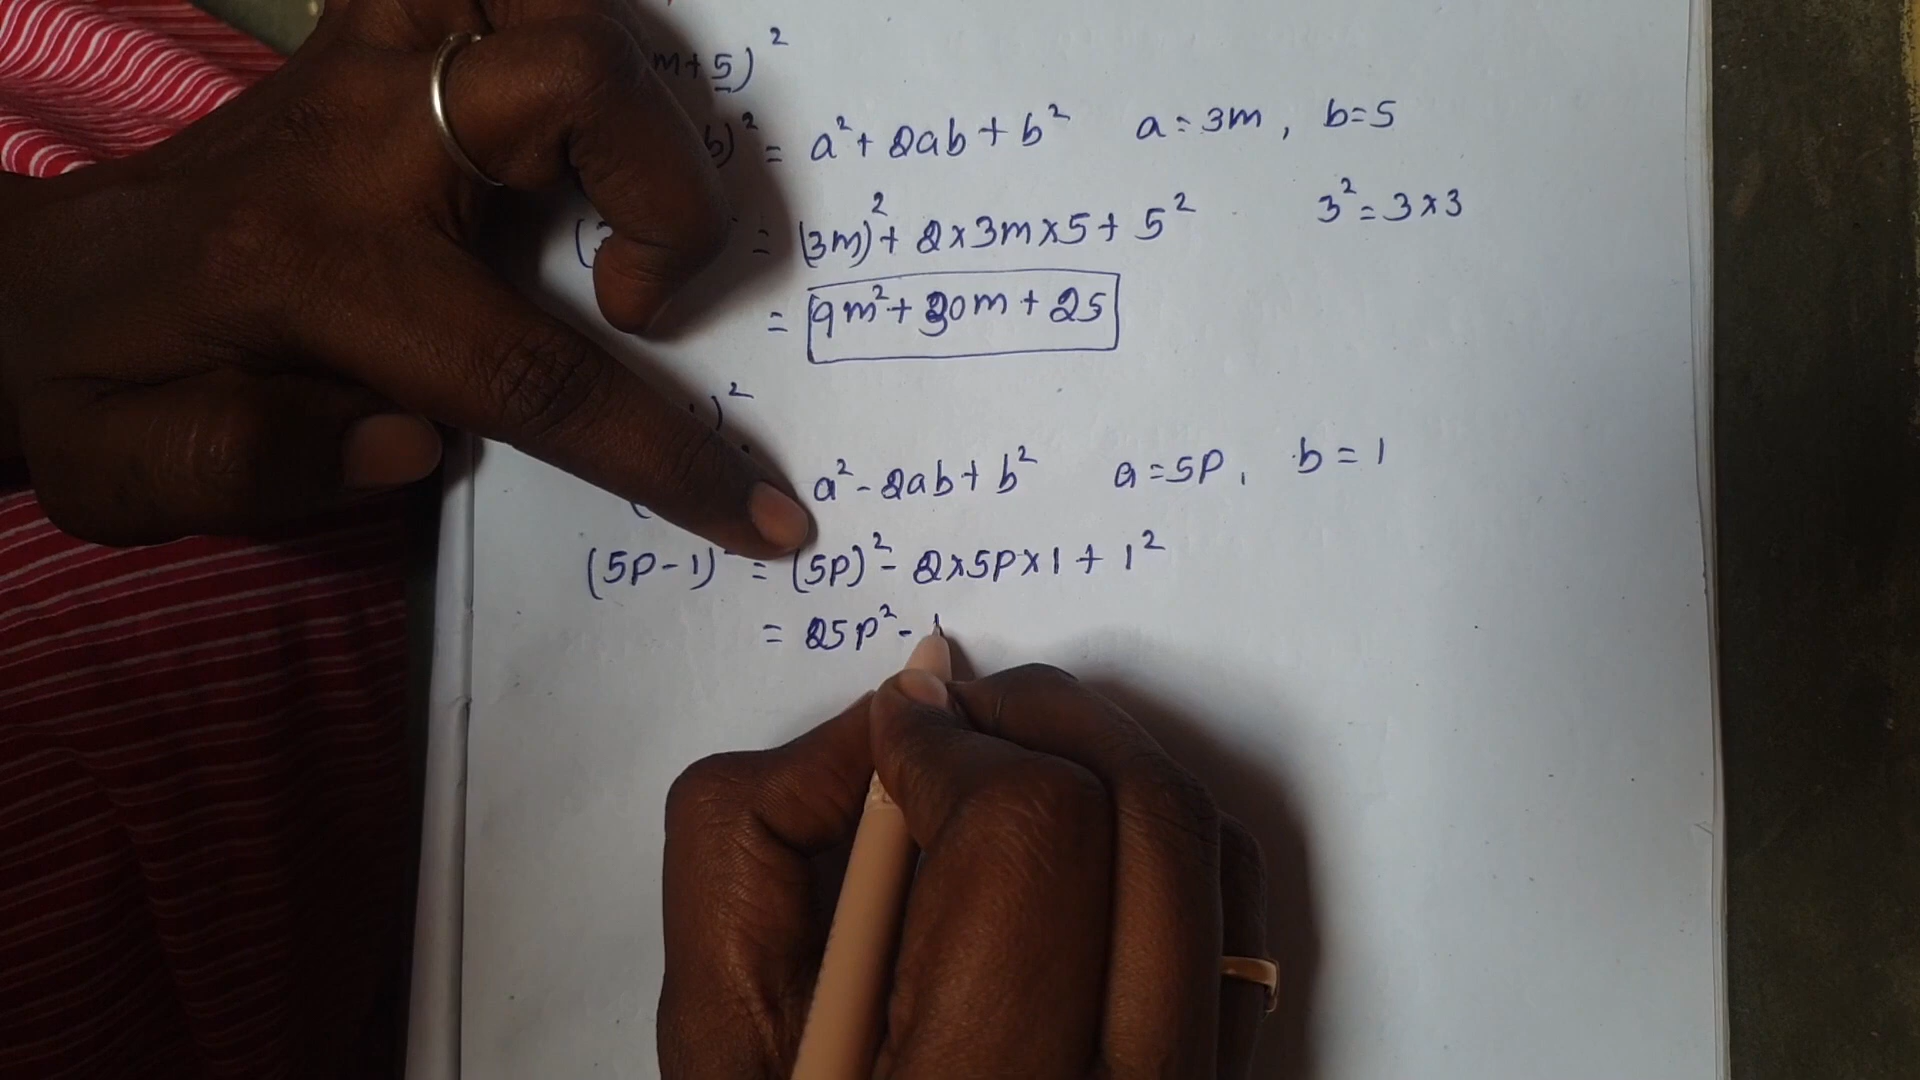 m+5)²
b)² = a²+2ab+b² a=3m, b=5
= (3m)²+ 2×3m×5+ 5² 3²=3×3
= 9m²+30m+25
)²
a²-2ab+b² a=5P, b=1
(5P-1)² = (5P)²- 2×5P×1+1²
= 25P²-1